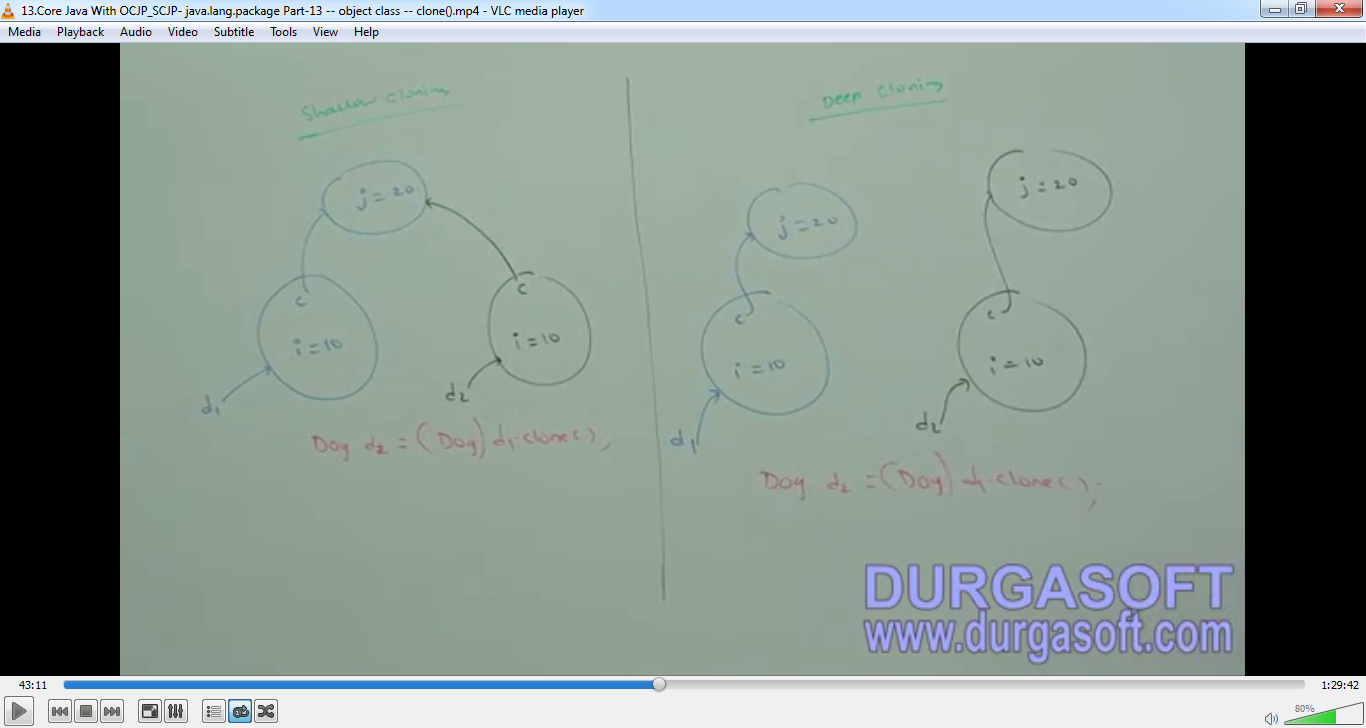 13.Core Java With OCJP_SCJP- java.lang.package Part-13 -- object class -- clone().mp4 - VLC media player
Media Playback Audio Video Subtitle Tools View Help
Shallow cloning
j = 20
c
i = 10
d1
c
i = 10
d2
Dog d2 = (Dog) d1.clone();
Deep cloning
j = 20
c
i = 10
d1
j = 20
c
i = 10
d2
Dog d2 = (Dog) d1.clone();
DURGASOFT
www.durgasoft.com
43:11
1:29:42
80%